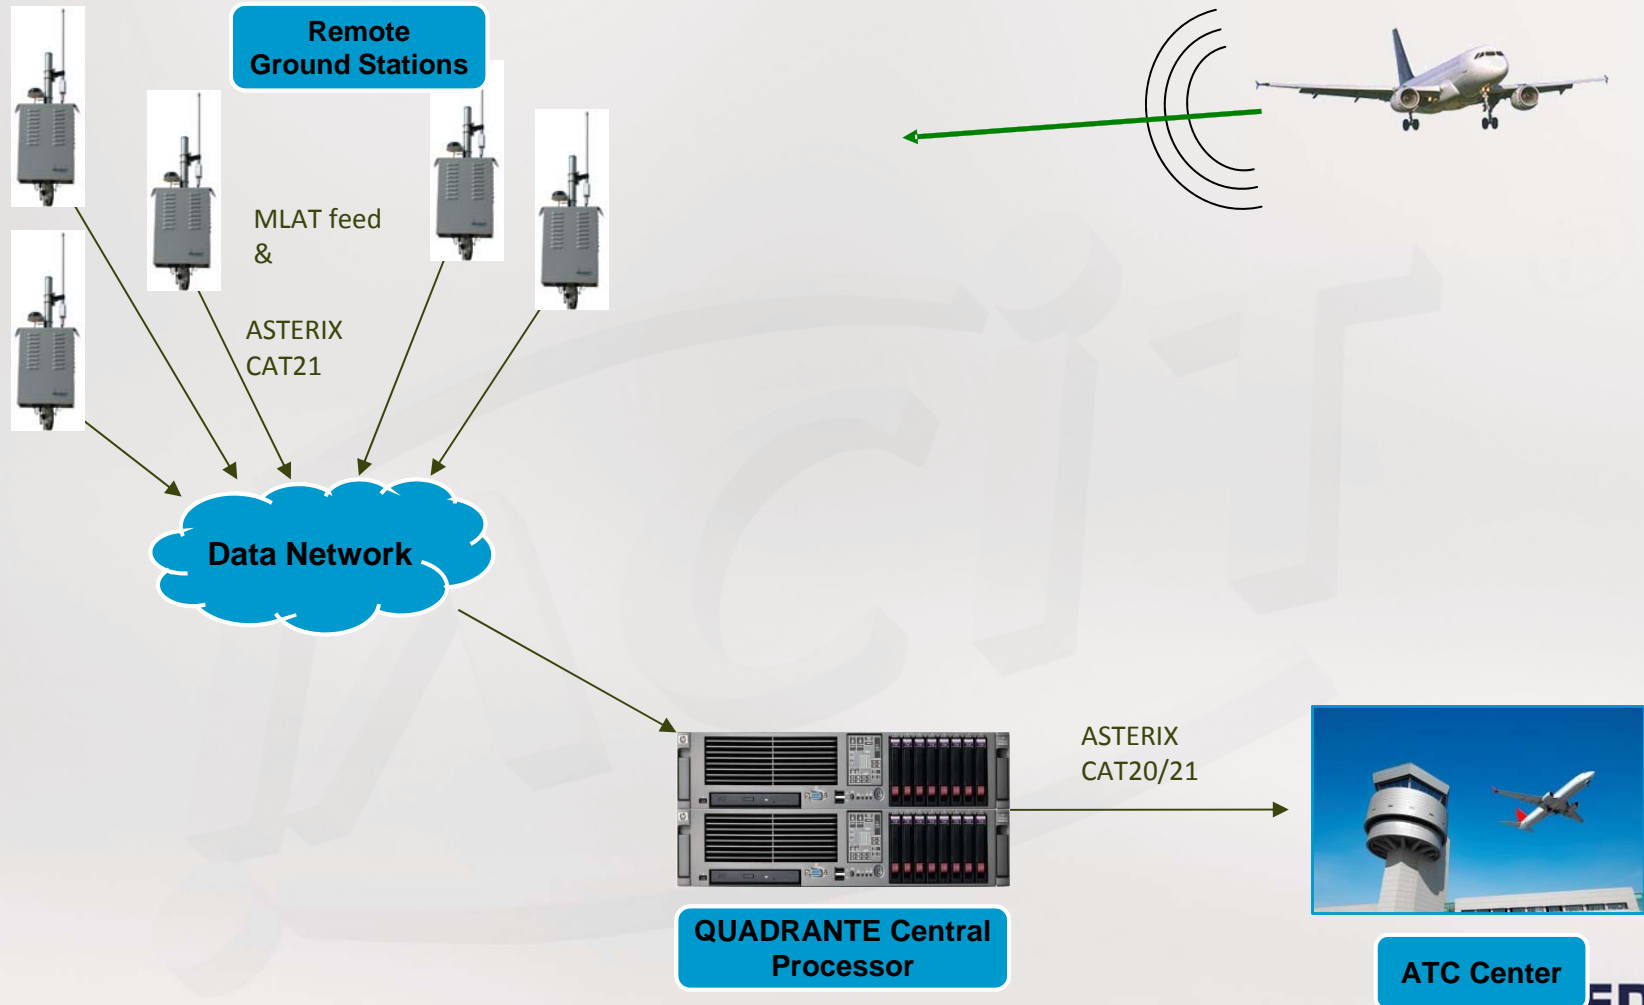 Remote
Ground Stations
MLAT feed
&
ASTERIX
CAT21
Data Network
ASTERIX
CAT20/21
QUADRANTE Central
Processor
ATC Center